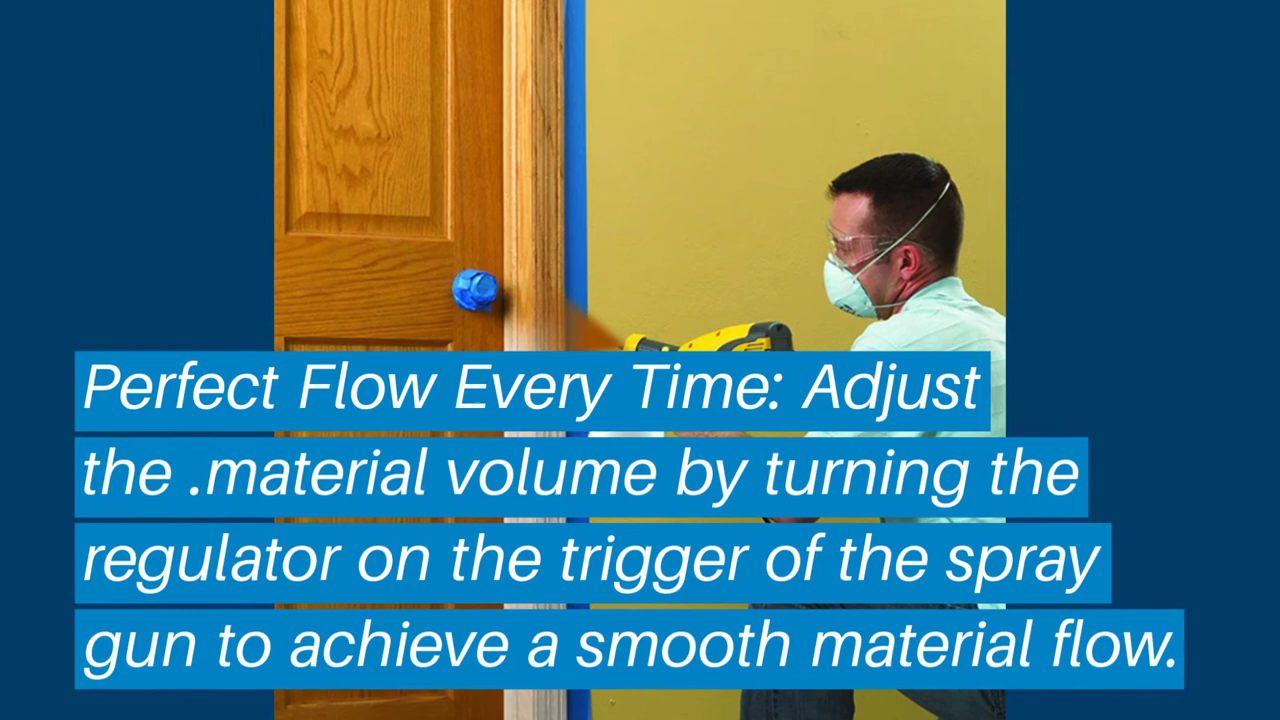 Perfect Flow Every Time: Adjust
the .material volume by turning the
regulator on the trigger of the spray
gun to achieve a smooth material flow.